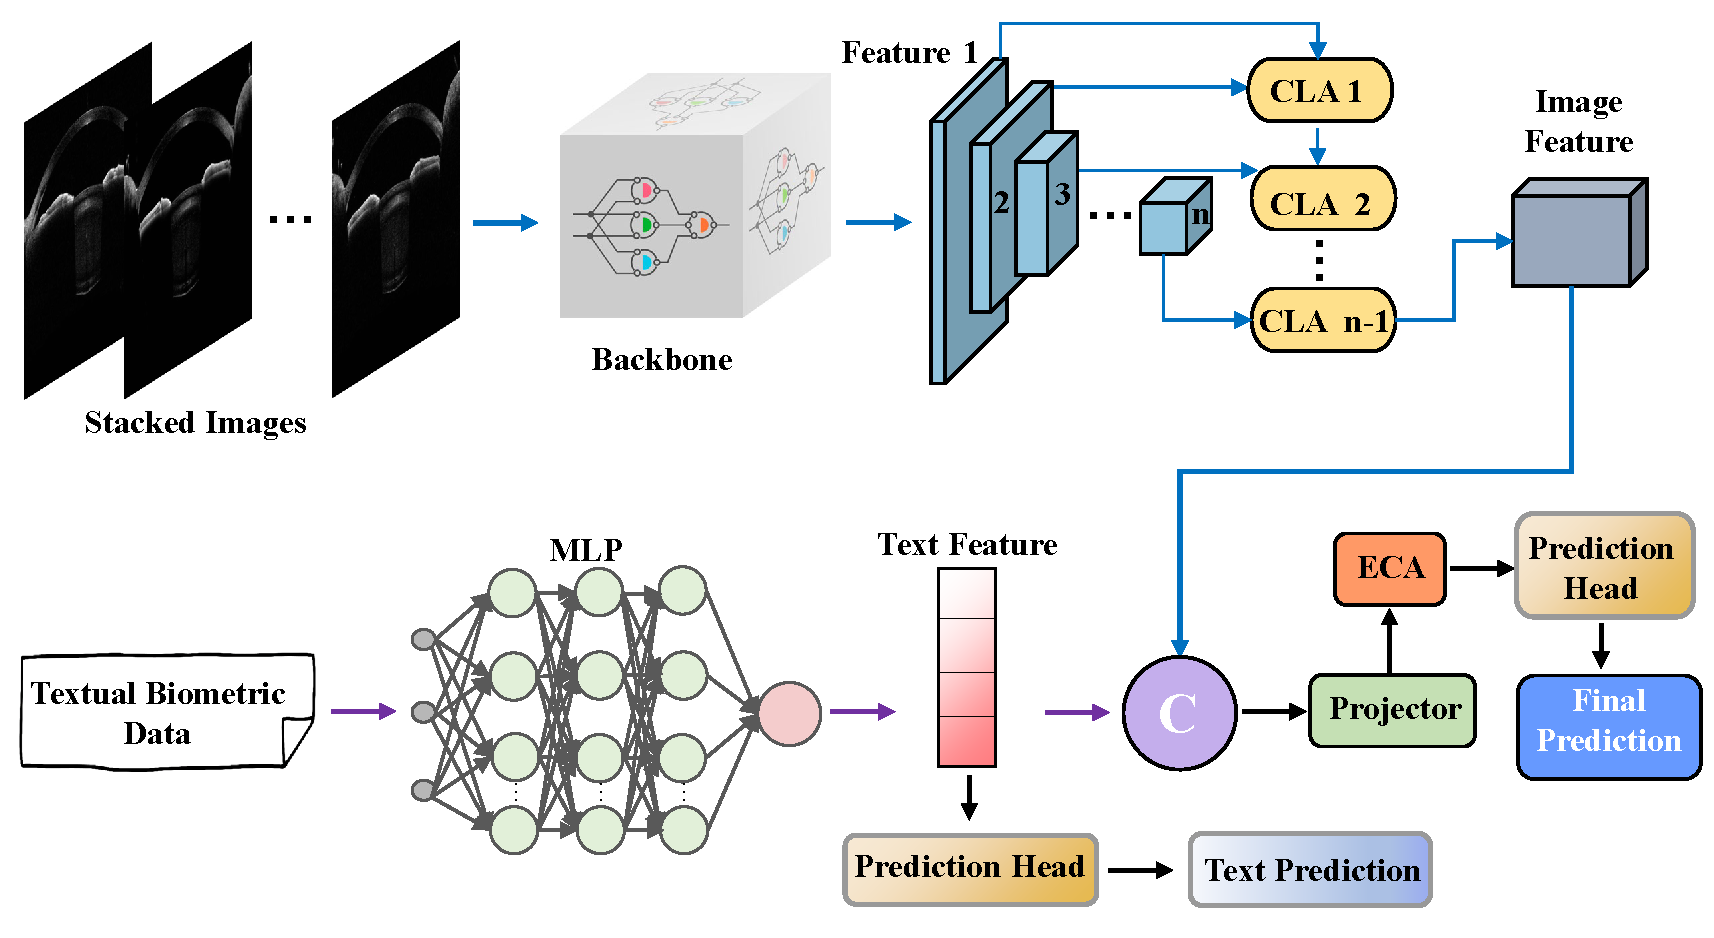 Feature 1
CLA 1
Image
Feature
2
3
n
CLA 2
CLA n-1
Backbone
Stacked Images
MLP
Text Feature
ECA
Prediction
Head
Textual Biometric
Data
C
Projector
Final
Prediction
Prediction Head
Text Prediction